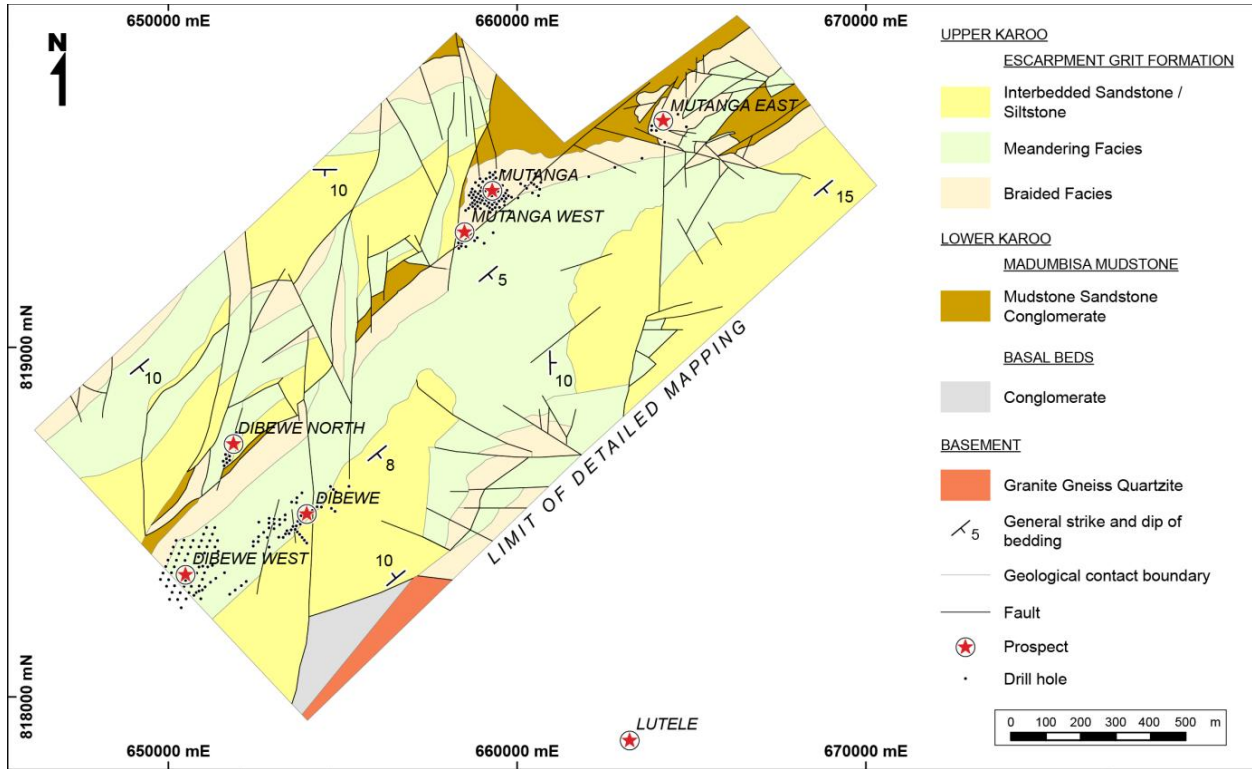 650000 mE
660000 mE
670000 mE
N
819000 mN
818000 mN
MUTANGA EAST
MUTANGA
MUTANGA WEST
10
15
5
10
10
DIBEWE NORTH
8
DIBEWE
DIBEWE WEST
10
LIMIT OF DETAILED MAPPING
LUTELE
650000 mE
660000 mE
670000 mE
UPPER KAROO
ESCARPMENT GRIT FORMATION
Interbedded Sandstone /
Siltstone
Meandering Facies
Braided Facies
LOWER KAROO
MADUMBISA MUDSTONE
Mudstone Sandstone
Conglomerate
BASAL BEDS
Conglomerate
BASEMENT
Granite Gneiss Quartzite
5
General strike and dip of
bedding
Geological contact boundary
Fault
Prospect
Drill hole
0 100 200 300 400 500 m